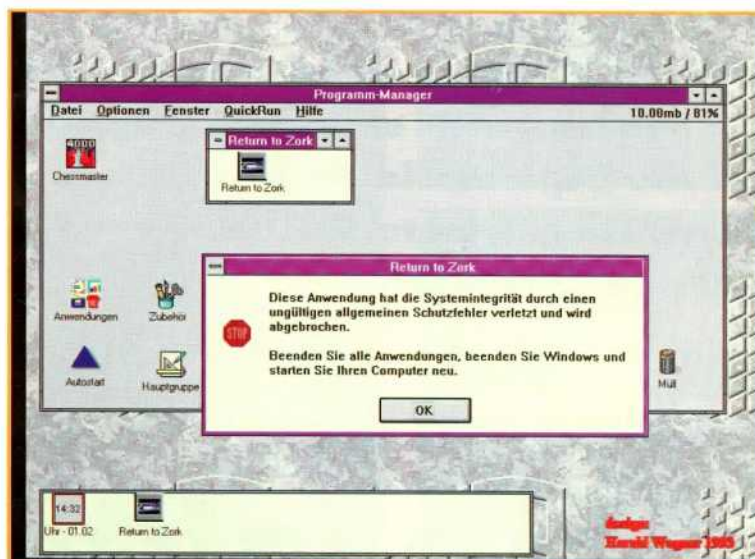 Programm-Manager
Datei Optionen Fenster QuickRun Hilfe 10.00mb / 81%
4000
Chessmaster
Return to Zork
Return to Zork
Return to Zork
Diese Anwendung hat die Systemintegrität durch einen
ungültigen allgemeinen Schutzfehler verletzt und wird
abgebrochen.
STOP
Beenden Sie alle Anwendungen, beenden Sie Windows und
starten Sie Ihren Computer neu.
OK
Anwendungen
Zubehör
Autostart
Hauptgruppe
Müll
14:32
Uhr - 01.02
Return to Zork
design:
Harald Wagner